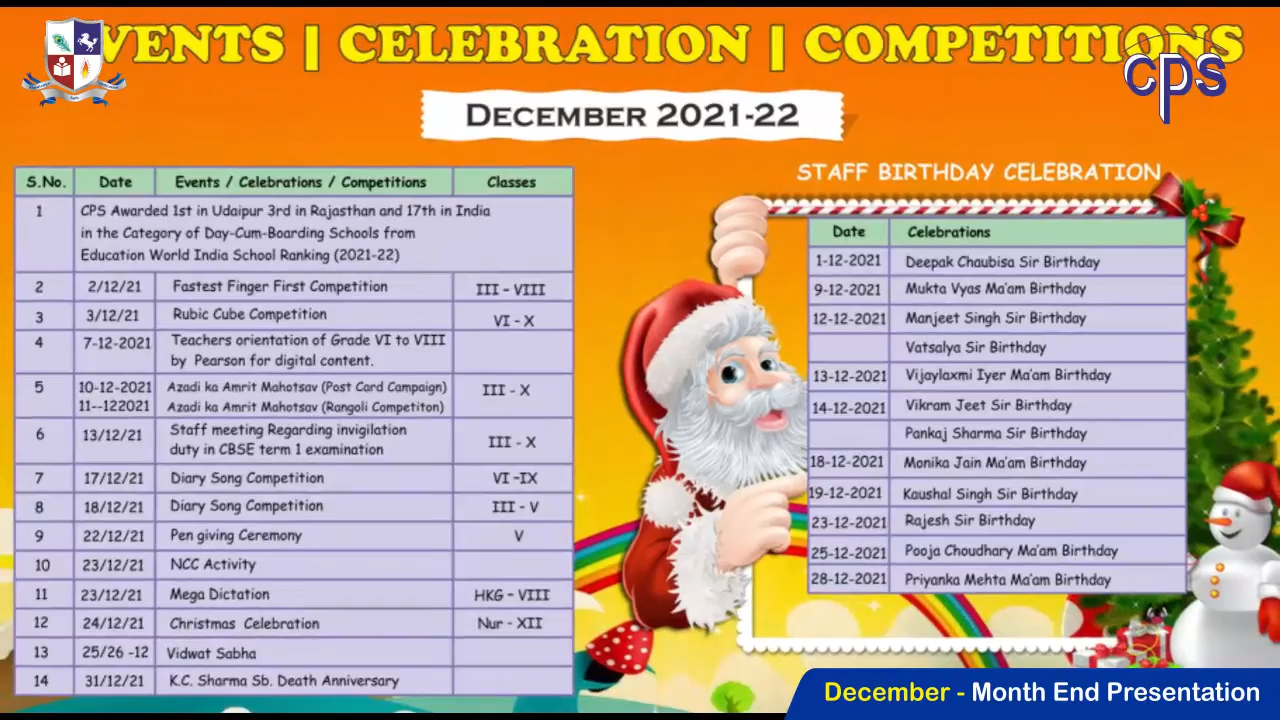 EVENTS | CELEBRATION | COMPETITIONS
cps
DECEMBER 2021-22
S.No. Date Events / Celebrations / Competitions Classes
1 CPS Awarded 1st in Udaipur 3rd in Rajasthan and 17th in India
in the Category of Day-Cum-Boarding Schools from
Education World India School Ranking (2021-22)
2 2/12/21 Fastest Finger First Competition III - VIII
3 3/12/21 Rubic Cube Competition VI - X
4 7-12-2021 Teachers orientation of Grade VI to VIII
by Pearson for digital content.
5 10-12-2021 Azadi ka Amrit Mahotsav (Post Card Campaign) III - X
11--122021 Azadi ka Amrit Mahotsav (Rangoli Competiton)
6 13/12/21 Staff meeting Regarding invigilation
duty in CBSE term 1 examination III - X
7 17/12/21 Diary Song Competition VI -IX
8 18/12/21 Diary Song Competition III - V
9 22/12/21 Pen giving Ceremony V
10 23/12/21 NCC Activity
11 23/12/21 Mega Dictation HKG - VIII
12 24/12/21 Christmas Celebration Nur - XII
13 25/26 -12 Vidwat Sabha
14 31/12/21 K.C. Sharma Sb. Death Anniversary
STAFF BIRTHDAY CELEBRATION
Date Celebrations
1-12-2021 Deepak Chaubisa Sir Birthday
9-12-2021 Mukta Vyas Ma'am Birthday
12-12-2021 Manjeet Singh Sir Birthday
Vatsalya Sir Birthday
13-12-2021 Vijaylaxmi Iyer Ma'am Birthday
14-12-2021 Vikram Jeet Sir Birthday
Pankaj Sharma Sir Birthday
18-12-2021 Monika Jain Ma'am Birthday
19-12-2021 Kaushal Singh Sir Birthday
23-12-2021 Rajesh Sir Birthday
25-12-2021 Pooja Choudhary Ma'am Birthday
28-12-2021 Priyanka Mehta Ma'am Birthday
December - Month End Presentation